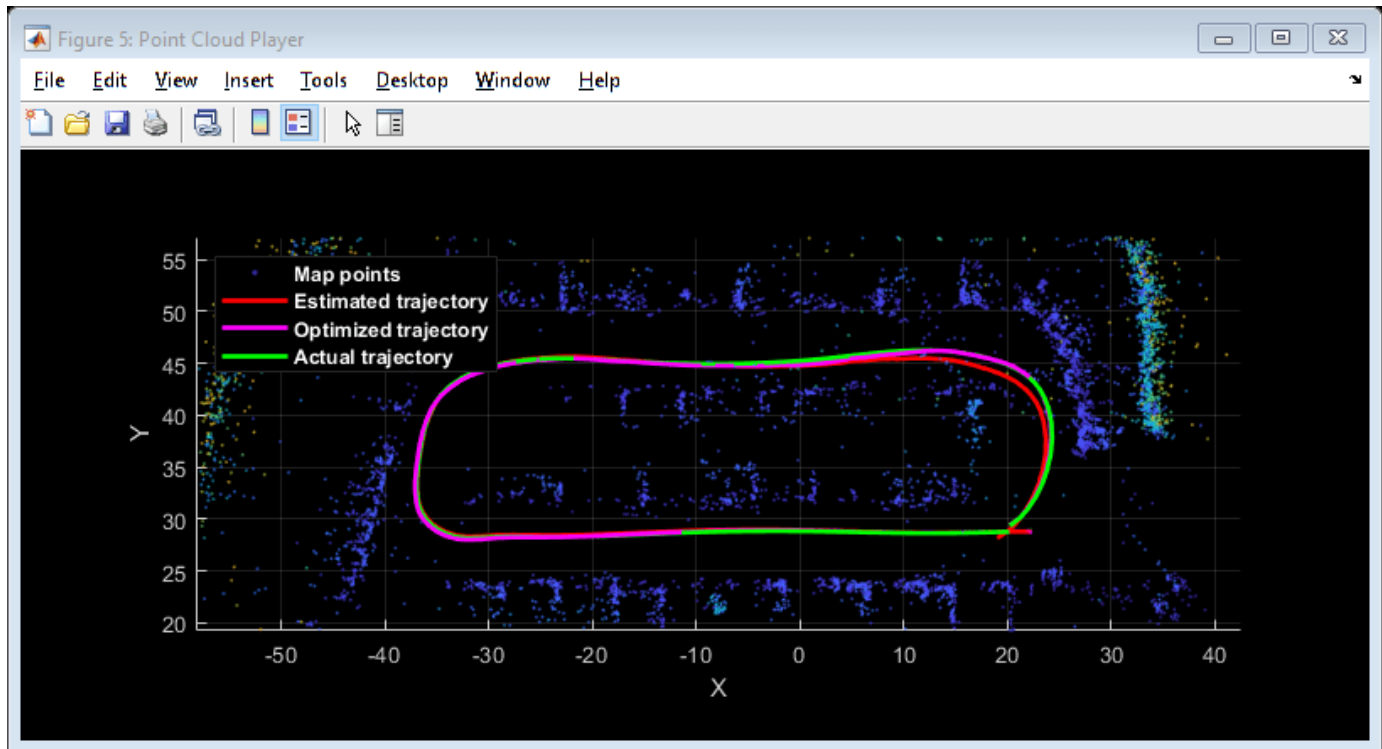 Figure 5: Point Cloud Player
File Edit View Insert Tools Desktop Window Help
Map points
Estimated trajectory
Optimized trajectory
Actual trajectory
55
50
45
40
35
30
25
20
Y
-50 -40 -30 -20 -10 0 10 20 30 40
X